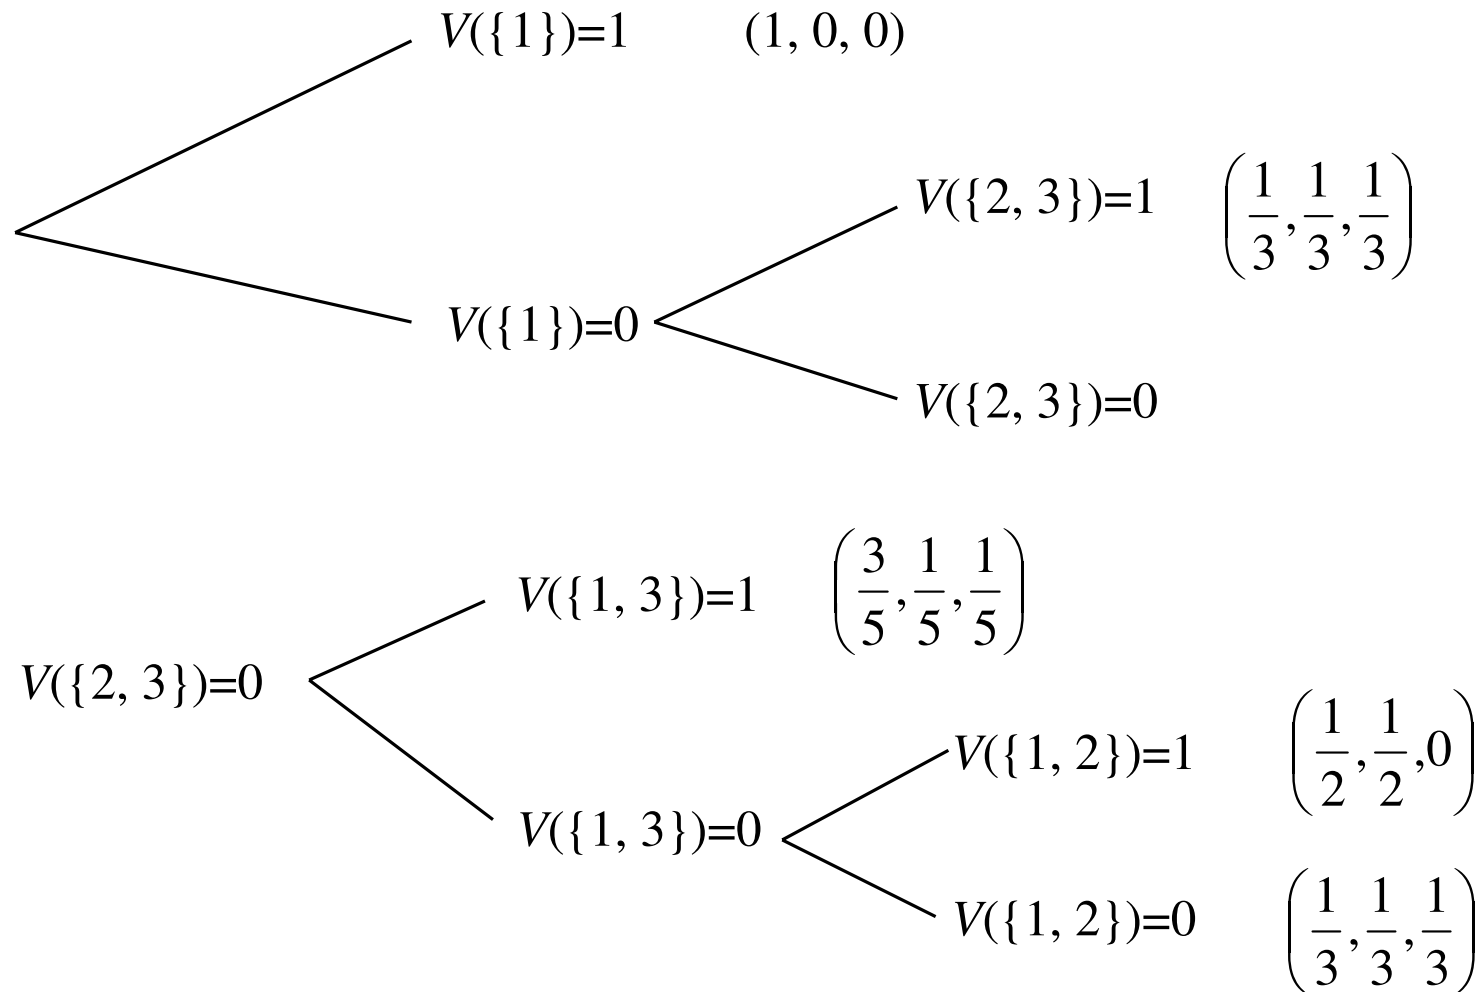 V({1})=1 (1, 0, 0)
V({2, 3})=1 (1/3, 1/3, 1/3)
V({1})=0
V({2, 3})=0
V({1, 3})=1 (3/5, 1/5, 1/5)
V({2, 3})=0
V({1, 2})=1 (1/2, 1/2, 0)
V({1, 3})=0
V({1, 2})=0 (1/3, 1/3, 1/3)